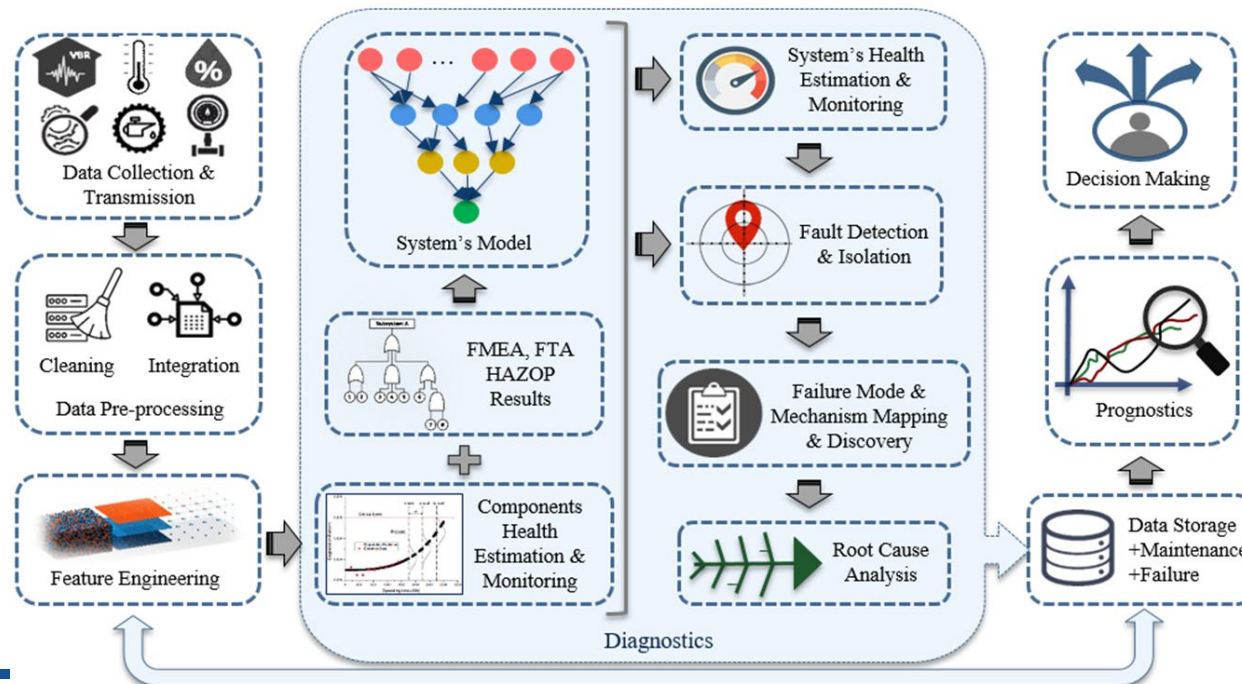 VBR
%
Data Collection &
Transmission
Cleaning
Integration
Data Pre-processing
Feature Engineering
System's Model
Subsystem A
FMEA, FTA
HAZOP
Results
Components
Health
Estimation &
Monitoring
System's Health
Estimation &
Monitoring
Fault Detection
& Isolation
Failure Mode &
Mechanism Mapping
& Discovery
Root Cause
Analysis
Diagnostics
Decision Making
Prognostics
Data Storage
+Maintenance
+Failure